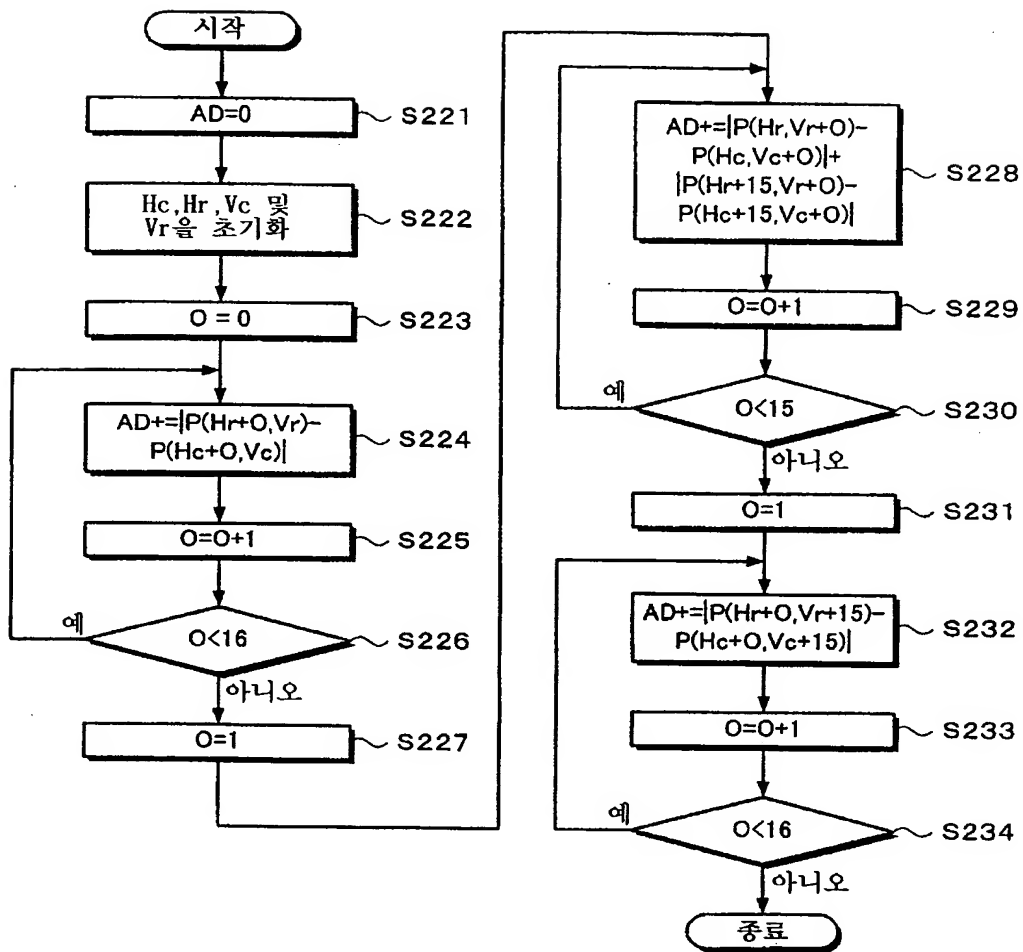 시작
AD=0
S221
Hc,Hr,Vc 및
Vr을 초기화
S222
O = 0
S223
AD+=|P(Hr+O,Vr)-
P(Hc+O,Vc)|
S224
O=O+1
S225
예
O<16
S226
아니오
O=1
S227
AD+=|P(Hr,Vr+O)-
P(Hc,Vc+O)|+
|P(Hr+15,Vr+O)-
P(Hc+15,Vc+O)|
S228
O=O+1
S229
예
O<15
S230
아니오
O=1
S231
AD+=|P(Hr+O,Vr+15)-
P(Hc+O,Vc+15)|
S232
O=O+1
S233
예
O<16
S234
아니오
종료